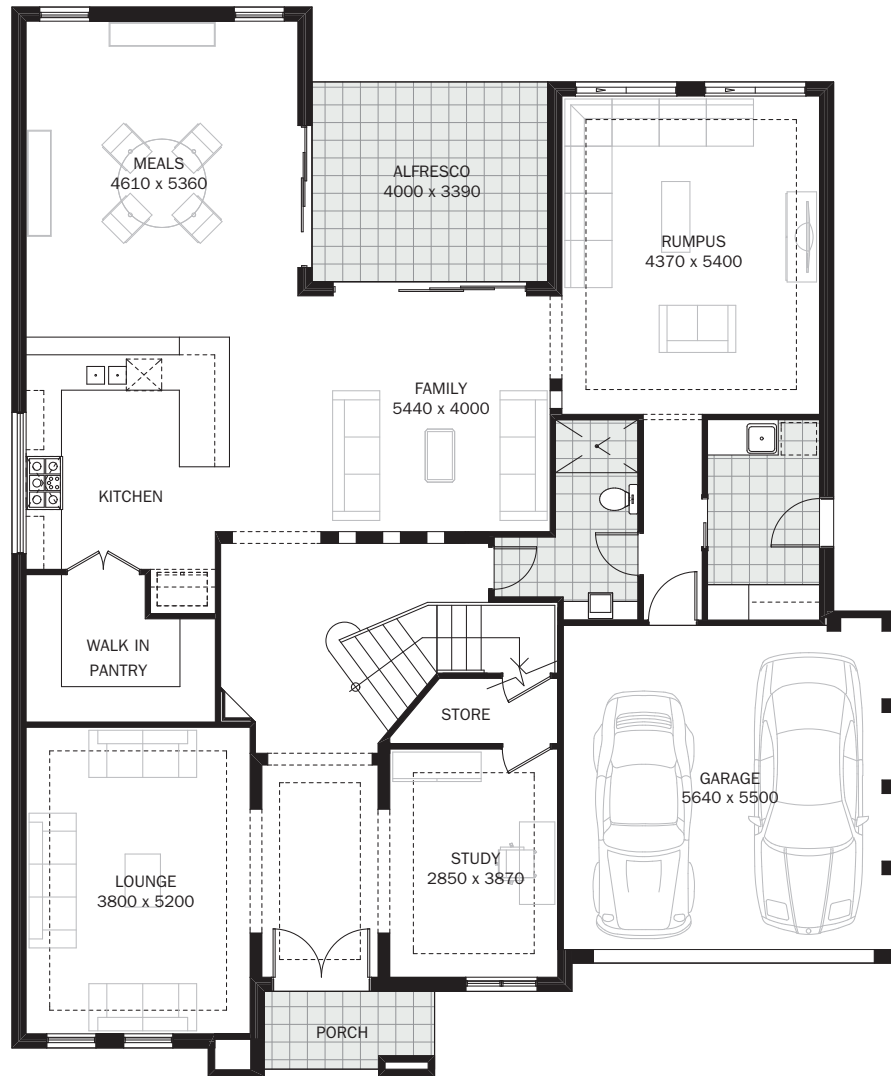 MEALS
4610 x 5360
ALFRESCO
4000 x 3390
RUMPUS
4370 x 5400
FAMILY
5440 x 4000
KITCHEN
WALK IN
PANTRY
STORE
GARAGE
5640 x 5500
LOUNGE
3800 x 5200
STUDY
2850 x 3870
PORCH